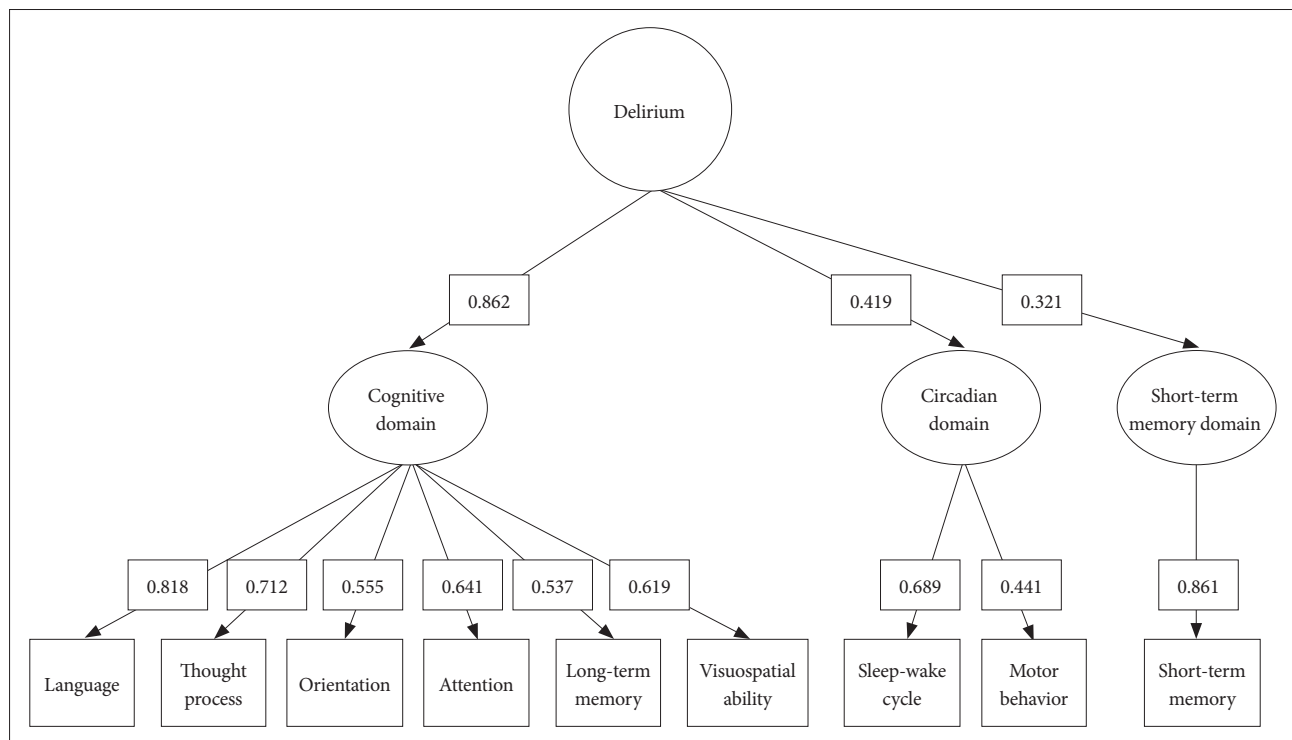 Delirium
0.862
0.419
0.321
Cognitive
domain
Circadian
domain
Short-term
memory domain
0.818
0.712
0.555
0.641
0.537
0.619
0.689
0.441
0.861
Language
Thought
process
Orientation
Attention
Long-term
memory
Visuospatial
ability
Sleep-wake
cycle
Motor
behavior
Short-term
memory